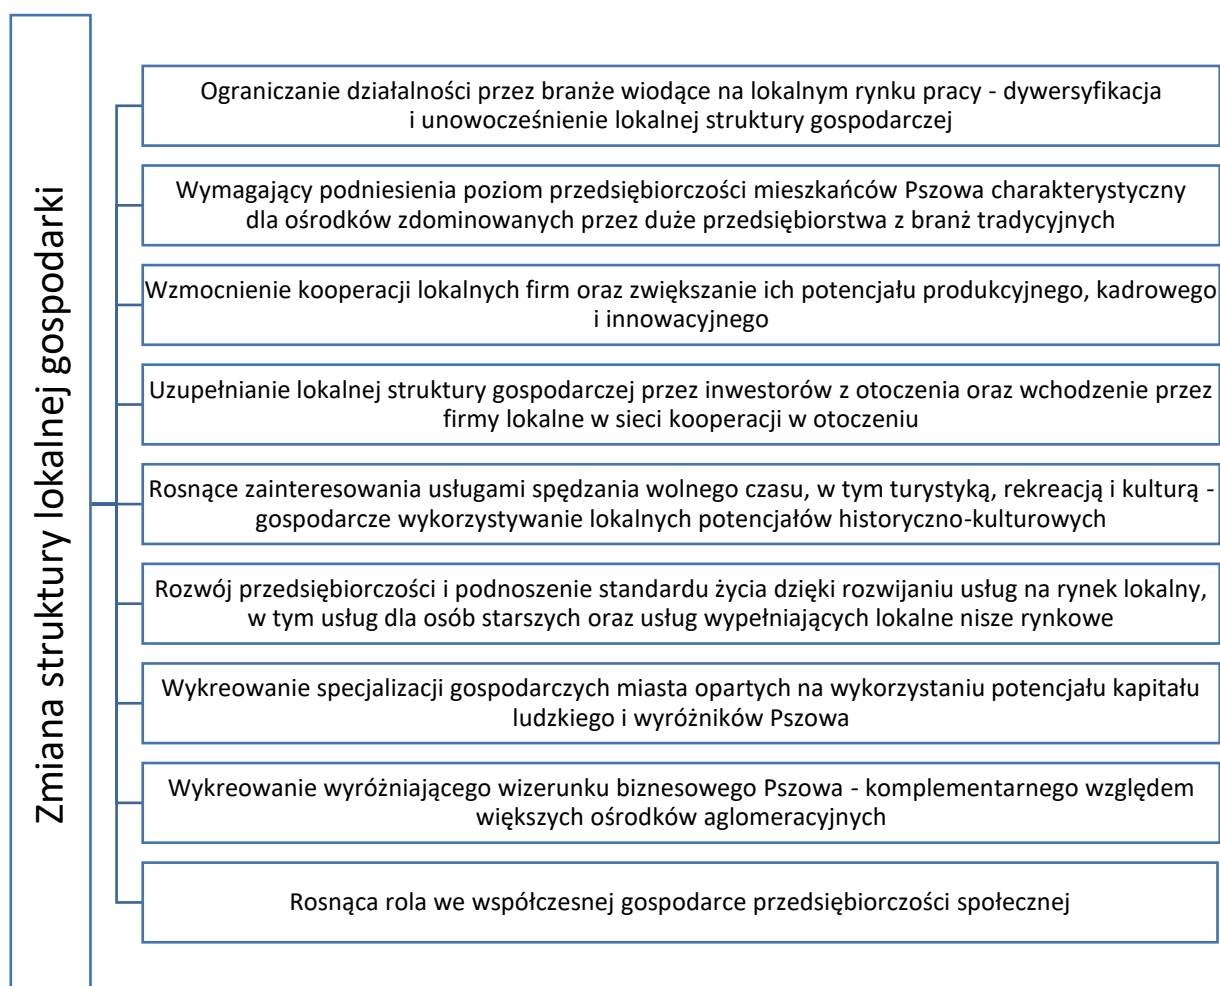 Zmiana struktury lokalnej gospodarki
Ograniczanie działalności przez branże wiodące na lokalnym rynku pracy - dywersyfikacja
i unowocześnienie lokalnej struktury gospodarczej
Wymagający podniesienia poziom przedsiębiorczości mieszkańców Pszowa charakterystyczny
dla ośrodków zdominowanych przez duże przedsiębiorstwa z branż tradycyjnych
Wzmocnienie kooperacji lokalnych firm oraz zwiększanie ich potencjału produkcyjnego, kadrowego
i innowacyjnego
Uzupełnianie lokalnej struktury gospodarczej przez inwestorów z otoczenia oraz wchodzenie przez
firmy lokalne w sieci kooperacji w otoczeniu
Rosnące zainteresowania usługami spędzania wolnego czasu, w tym turystyką, rekreacją i kulturą -
gospodarcze wykorzystywanie lokalnych potencjałów historyczno-kulturowych
Rozwój przedsiębiorczości i podnoszenie standardu życia dzięki rozwijaniu usług na rynek lokalny,
w tym usług dla osób starszych oraz usług wypełniających lokalne nisze rynkowe
Wykreowanie specjalizacji gospodarczych miasta opartych na wykorzystaniu potencjału kapitału
ludzkiego i wyróżników Pszowa
Wykreowanie wyróżniającego wizerunku biznesowego Pszowa - komplementarnego względem
większych ośrodków aglomeracyjnych
Rosnąca rola we współczesnej gospodarce przedsiębiorczości społecznej